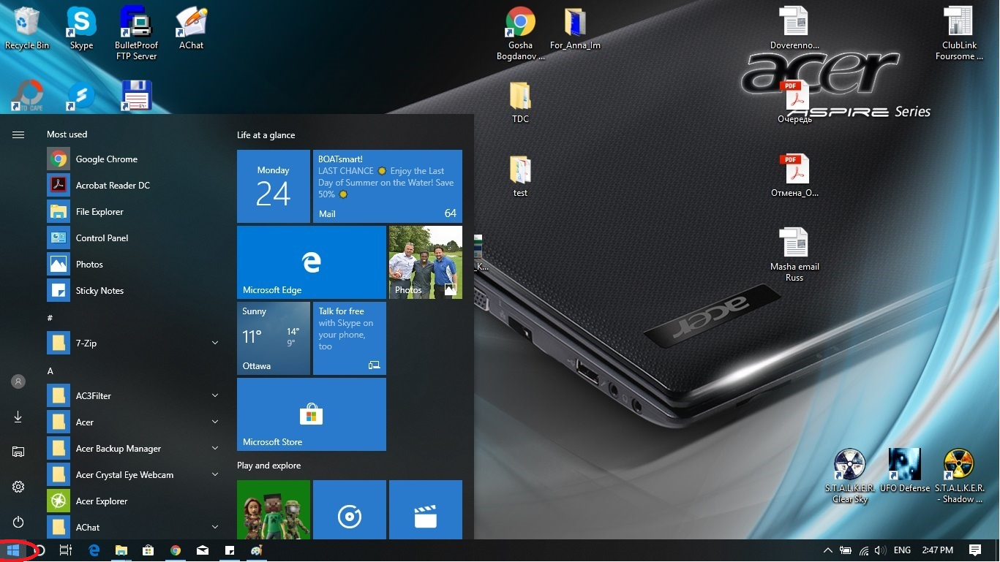 Recycle Bin
Skype
BulletProof
FTP Server
AChat
Gosha
Bogdanov ...
For_Anna_Im
Doverenno...
ClubLink
Foursome ...
acer
ASPIRE Series
TDC
PDF
Очередь
test
PDF
Отмена_О...
_K...
Masha email
Russ
acer
S.T.A.L.K.E.R.
Clear Sky
UFO Defense
S.T.A.L.K.E.R.
- Shadow ...
Most used
Google Chrome
Acrobat Reader DC
File Explorer
Control Panel
Photos
Sticky Notes
#
7-Zip
A
AC3Filter
Acer
Acer Backup Manager
Acer Crystal Eye Webcam
Acer Explorer
AChat
Life at a glance
Monday
24
BOATsmart!
LAST CHANCE Enjoy the Last
Day of Summer on the Water! Save
50%
Mail 64
Microsoft Edge
Photos
Sunny
11° 14°
9°
Ottawa
Talk for free
with Skype on
your phone,
too
Microsoft Store
Play and explore
ENG 2:47 PM